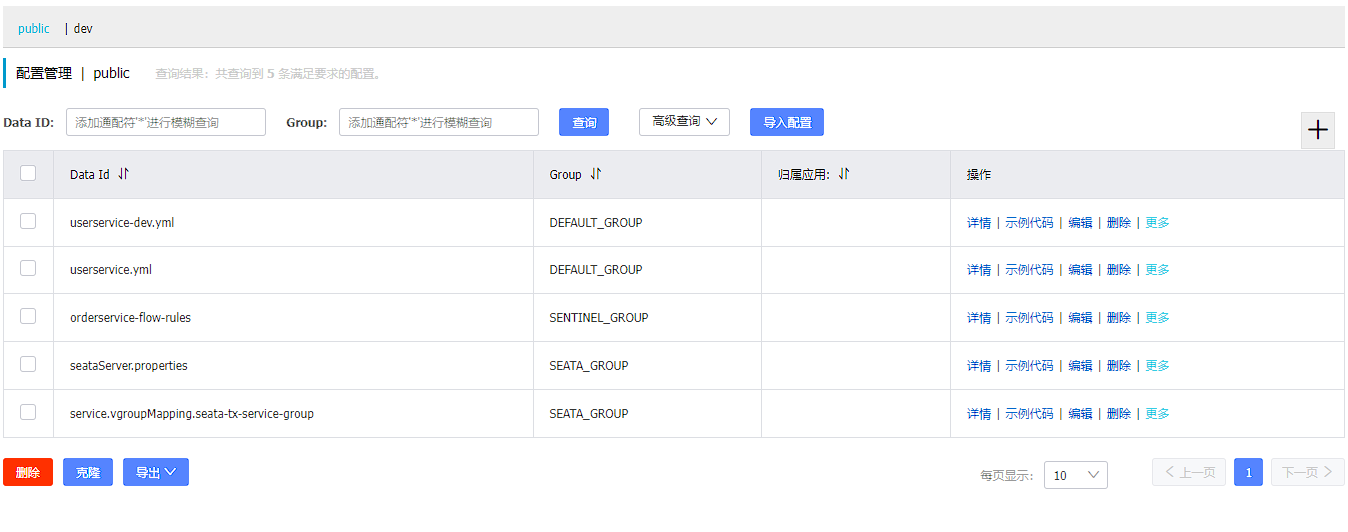 public | dev
配置管理 | public 查询结果：共查询到 5 条满足要求的配置。
Data ID: 添加通配符'*'进行模糊查询 Group: 添加通配符'*'进行模糊查询 查询 高级查询 导入配置
Data Id Group 归属应用: 操作
userservice-dev.yml DEFAULT_GROUP 详情 | 示例代码 | 编辑 | 删除 | 更多
userservice.yml DEFAULT_GROUP 详情 | 示例代码 | 编辑 | 删除 | 更多
orderservice-flow-rules SENTINEL_GROUP 详情 | 示例代码 | 编辑 | 删除 | 更多
seataServer.properties SEATA_GROUP 详情 | 示例代码 | 编辑 | 删除 | 更多
service.vgroupMapping.seata-tx-service-group SEATA_GROUP 详情 | 示例代码 | 编辑 | 删除 | 更多
删除 克隆 导出 每页显示: 10 上一页 1 下一页